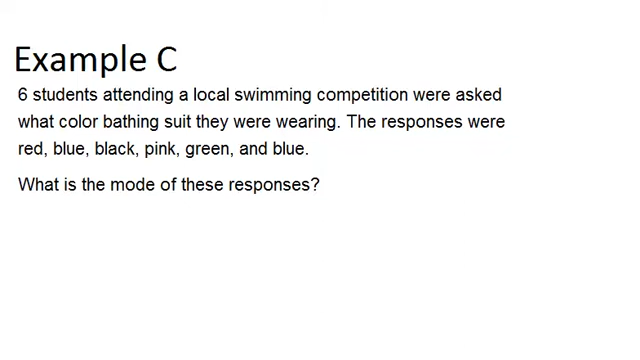 Example C
6 students attending a local swimming competition were asked
what color bathing suit they were wearing. The responses were
red, blue, black, pink, green, and blue.
What is the mode of these responses?